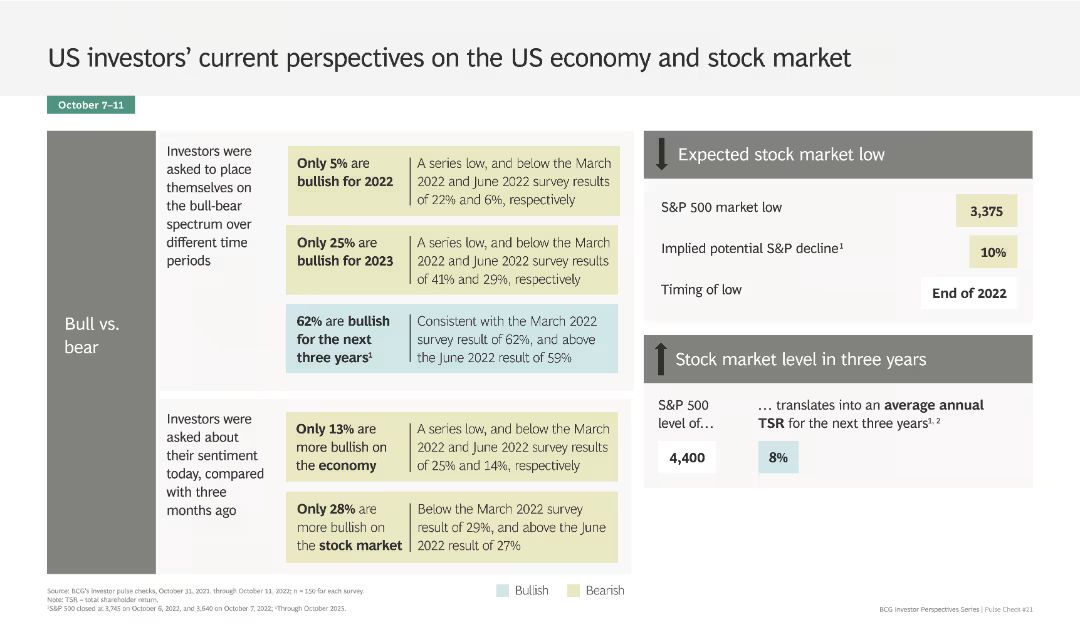 US investors' current perspectives on the US economy and stock market
October 7–11
Bull vs.
bear
Investors were
asked to place
themselves on
the bull-bear
spectrum over
different time
periods
Only 5% are
bullish for 2022
A series low, and below the March
2022 and June 2022 survey results
of 22% and 6%, respectively
Only 25% are
bullish for 2023
A series low, and below the March
2022 and June 2022 survey results
of 41% and 29%, respectively
62% are bullish
for the next
three years¹
Consistent with the March 2022
survey result of 62%, and above
the June 2022 result of 59%
Investors were
asked about
their sentiment
today, compared
with three
months ago
Only 13% are
more bullish on
the economy
A series low, and below the March
2022 and June 2022 survey results
of 25% and 14%, respectively
Only 28% are
more bullish on
the stock market
Below the March 2022 survey
result of 29%, and above the June
2022 result of 27%
Expected stock market low
S&P 500 market low
3,375
Implied potential S&P decline¹
10%
Timing of low
End of 2022
Stock market level in three years
S&P 500
level of…
4,400
… translates into an average annual
TSR for the next three years¹, ²
8%
Bullish
Bearish
Source: BCG's investor pulse checks, October 31, 2021, through October 11, 2022; n = 150 for each survey.
Note: TSR = total shareholder return.
¹S&P 500 closed at 3,745 on October 6, 2022, and 3,640 on October 7, 2022; ²Through October 2025.
BCG Investor Perspectives Series | Pulse Check #21